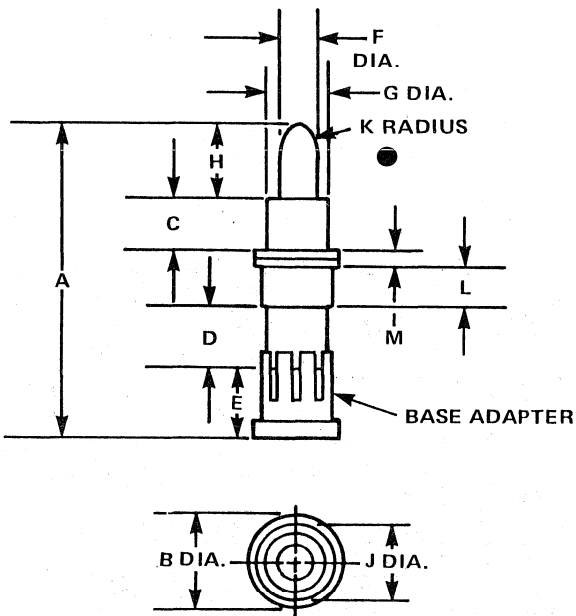 F
DIA.
G DIA.
K RADIUS
H
C
A
L
D
M
E
BASE ADAPTER
B DIA.
J DIA.